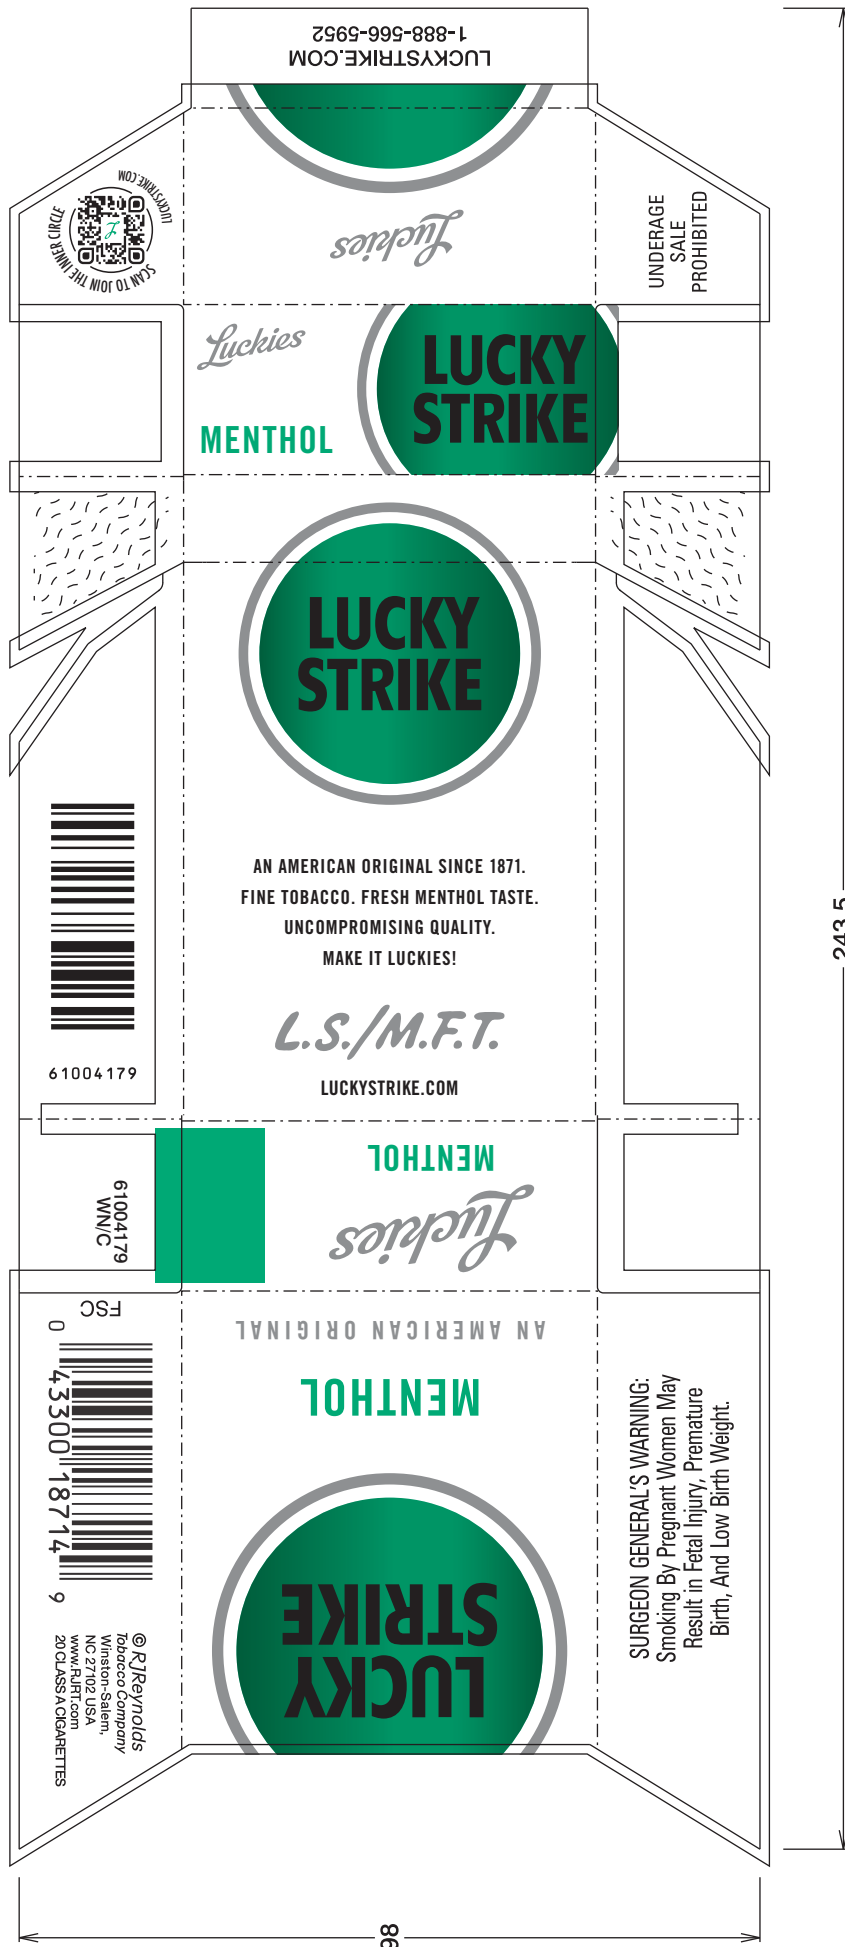 LUCKYSTRIKE.COM
1-888-566-5952
SCAN TO JOIN THE INNER CIRCLE
LUCKYSTRIKE.COM
L
Luckies
UNDERAGE
SALE
PROHIBITED
Luckies
MENTHOL
LUCKY
STRIKE
LUCKY
STRIKE
AN AMERICAN ORIGINAL SINCE 1871.
FINE TOBACCO. FRESH MENTHOL TASTE.
UNCOMPROMISING QUALITY.
MAKE IT LUCKIES!
L.S./M.F.T.
LUCKYSTRIKE.COM
61004179
243.5
MENTHOL
Luckies
61004179
WN/C
FSC
0 43300 18714 9
AN AMERICAN ORIGINAL
MENTHOL
LUCKY
STRIKE
SURGEON GENERAL'S WARNING:
Smoking By Pregnant Women May
Result in Fetal Injury, Premature
Birth, And Low Birth Weight.
© RJReynolds
Tobacco Company
Winston-Salem,
NC 27102 USA
www.RJRT.com
20 CLASS A CIGARETTES
98